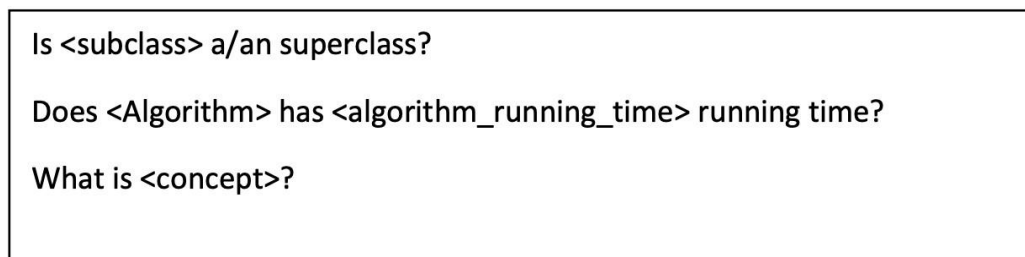 Is <subclass> a/an superclass?
Does <Algorithm> has <algorithm_running_time> running time?
What is <concept>?